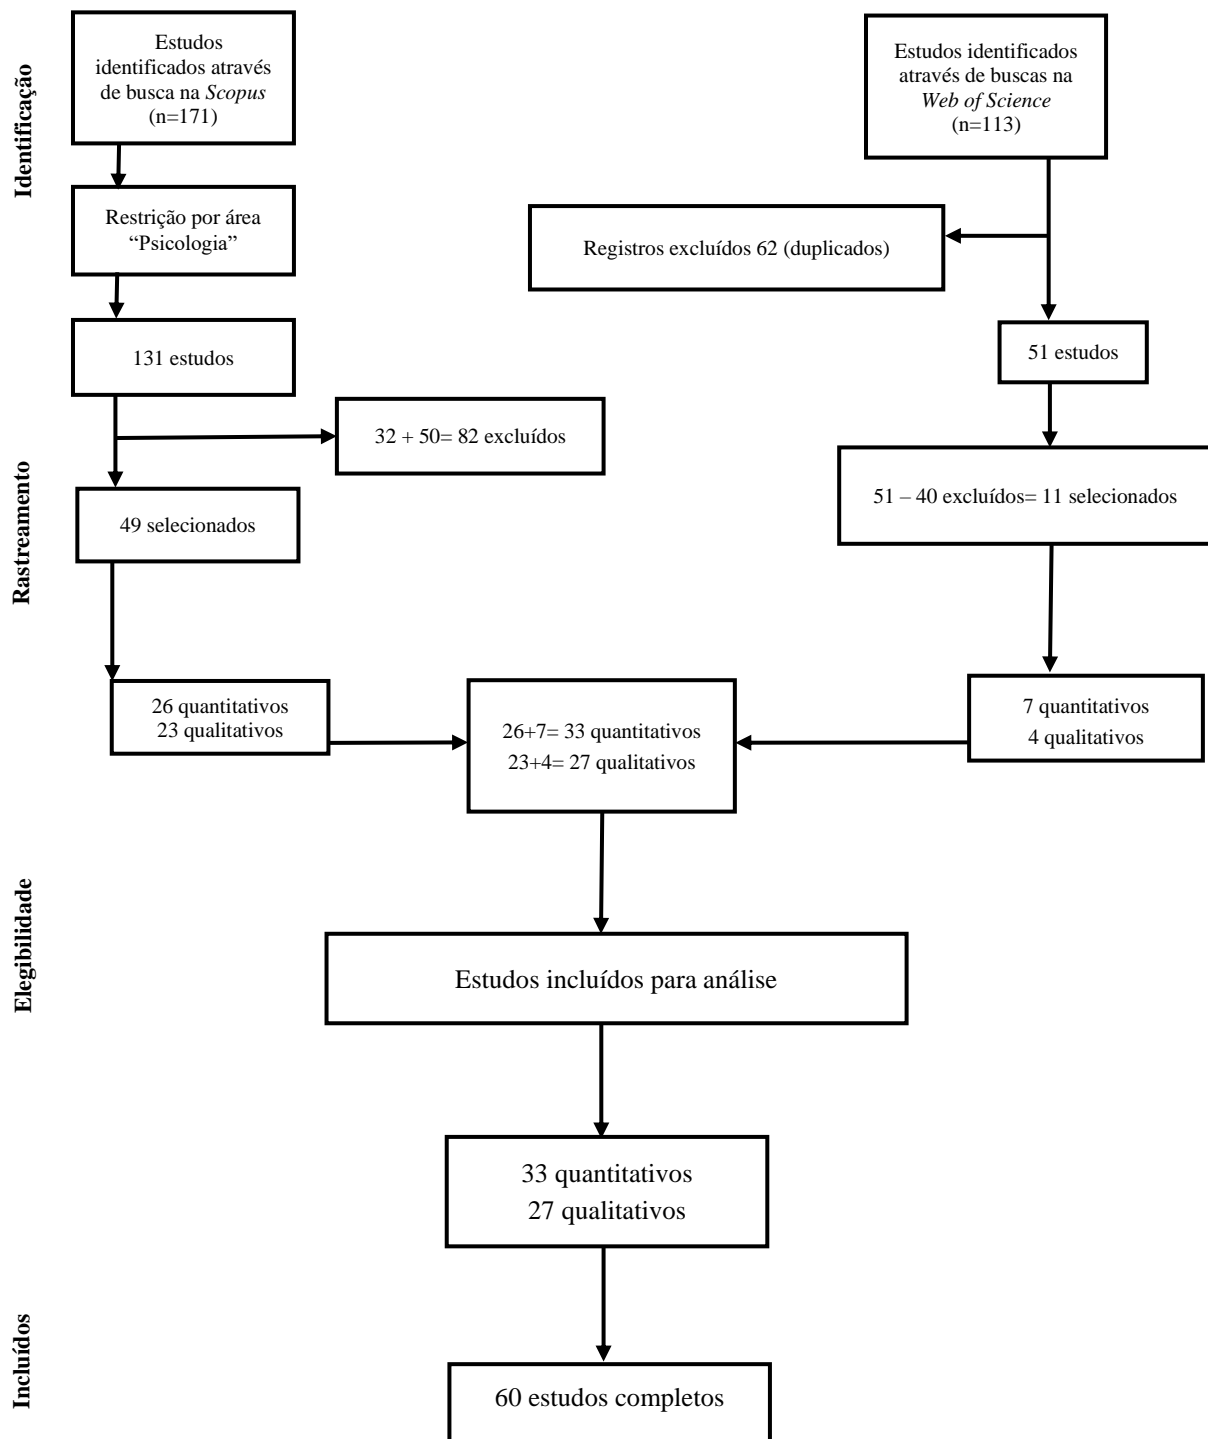 Identificação
Estudos
identificados através
de busca na Scopus
(n=171)
Estudos identificados
através de buscas na
Web of Science
(n=113)
Restrição por área
“Psicologia”
Registros excluídos 62 (duplicados)
131 estudos
51 estudos
Rastreamento
32 + 50= 82 excluídos
49 selecionados
51 – 40 excluídos= 11 selecionados
26 quantitativos
23 qualitativos
26+7= 33 quantitativos
23+4= 27 qualitativos
7 quantitativos
4 qualitativos
Elegibilidade
Estudos incluídos para análise
33 quantitativos
27 qualitativos
Incluídos
60 estudos completos